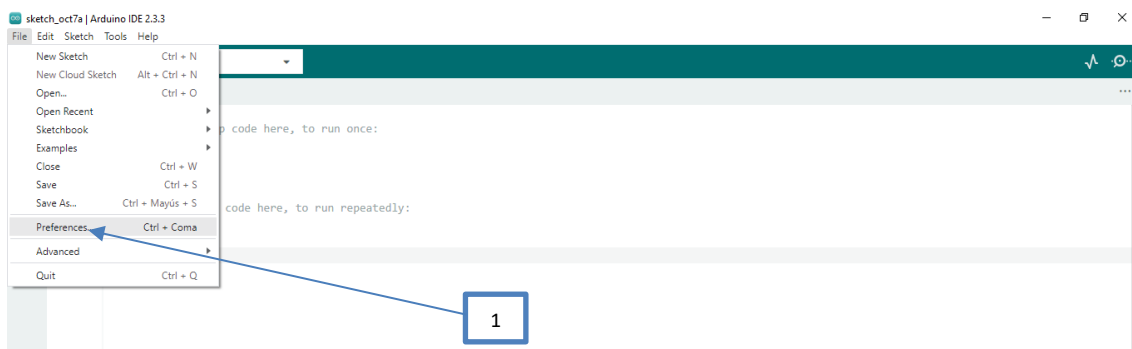 sketch_oct7a | Arduino IDE 2.3.3
File Edit Sketch Tools Help
New Sketch Ctrl + N
New Cloud Sketch Alt + Ctrl + N
Open... Ctrl + O
Open Recent
Sketchbook
p code here, to run once:
Examples
Close Ctrl + W
Save Ctrl + S
Save As... Ctrl + Mayús + S
code here, to run repeatedly:
Preferences... Ctrl + Coma
Advanced
Quit Ctrl + Q
1